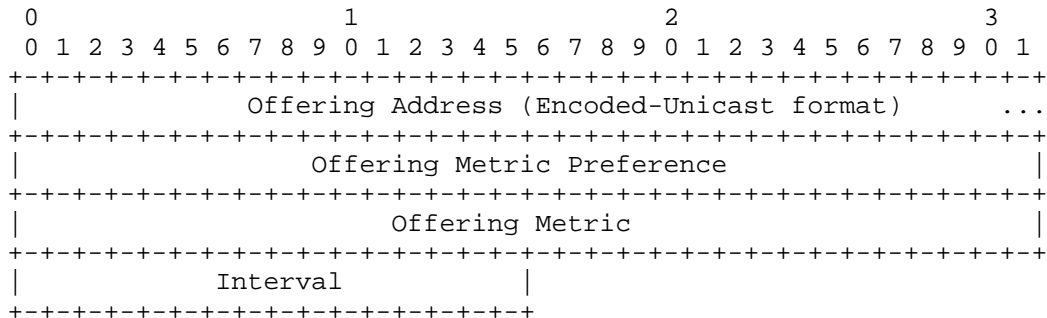 0                   1                   2                   3
 0 1 2 3 4 5 6 7 8 9 0 1 2 3 4 5 6 7 8 9 0 1 2 3 4 5 6 7 8 9 0 1
+-+-+-+-+-+-+-+-+-+-+-+-+-+-+-+-+-+-+-+-+-+-+-+-+-+-+-+-+-+-+-+-+
|              Offering Address (Encoded-Unicast format)      ...
+-+-+-+-+-+-+-+-+-+-+-+-+-+-+-+-+-+-+-+-+-+-+-+-+-+-+-+-+-+-+-+-+
|                  Offering Metric Preference                   |
+-+-+-+-+-+-+-+-+-+-+-+-+-+-+-+-+-+-+-+-+-+-+-+-+-+-+-+-+-+-+-+-+
|                       Offering Metric                         |
+-+-+-+-+-+-+-+-+-+-+-+-+-+-+-+-+-+-+-+-+-+-+-+-+-+-+-+-+-+-+-+-+
|            Interval           |
+-+-+-+-+-+-+-+-+-+-+-+-+-+-+-+-+